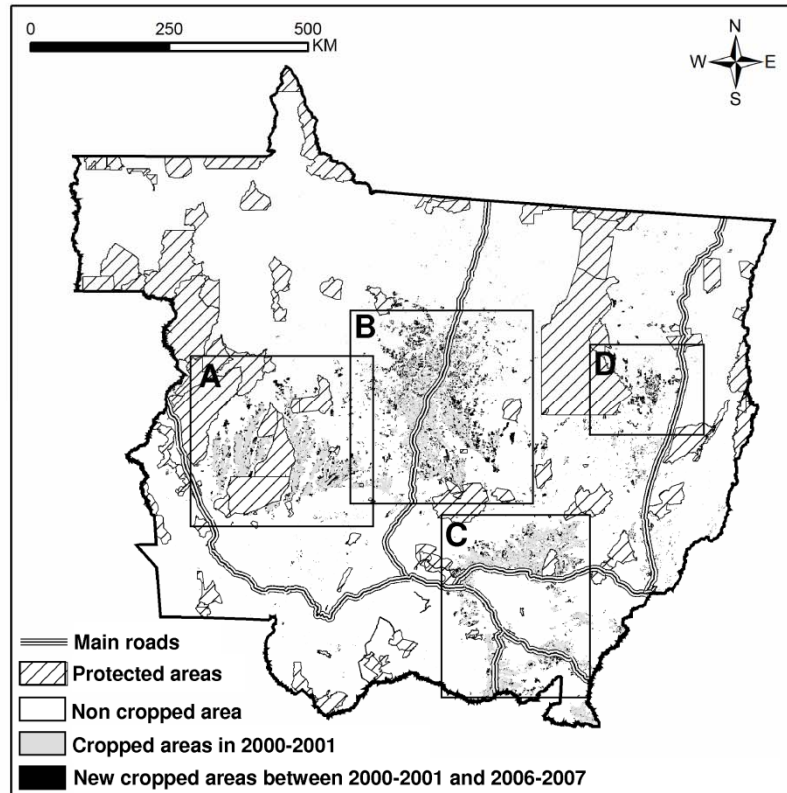 0 250 500
KM
N
W E
S
B
A
D
C
Main roads
Protected areas
Non cropped area
Cropped areas in 2000-2001
New cropped areas between 2000-2001 and 2006-2007